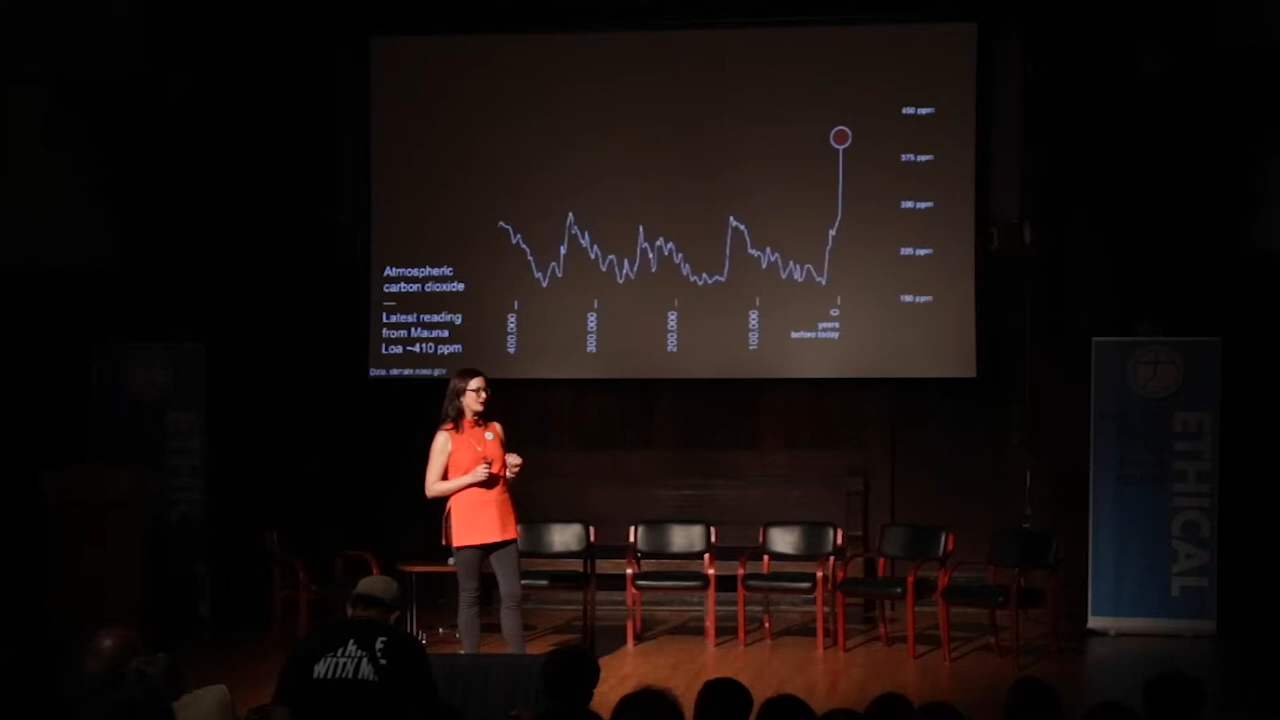 450 ppm
375 ppm
300 ppm
225 ppm
150 ppm
Atmospheric
carbon dioxide
Latest reading
from Mauna
Loa ~410 ppm
Data: climate.nasa.gov
400,000
300,000
200,000
100,000
0
years
before today
ETHICAL
WITH